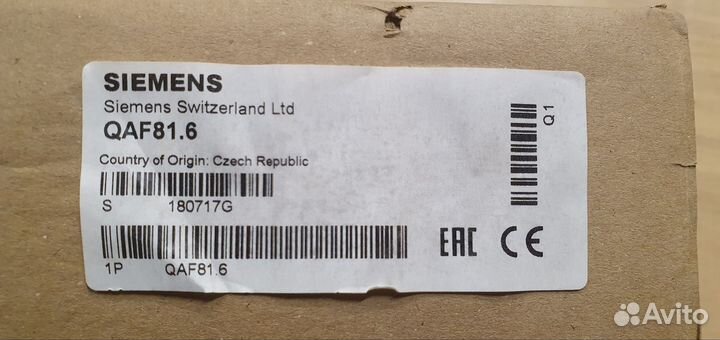 SIEMENS
Siemens Switzerland Ltd
QAF81.6
Country of Origin: Czech Republic
S 180717G
1P QAF81.6
Q1
EAC CE
Avito